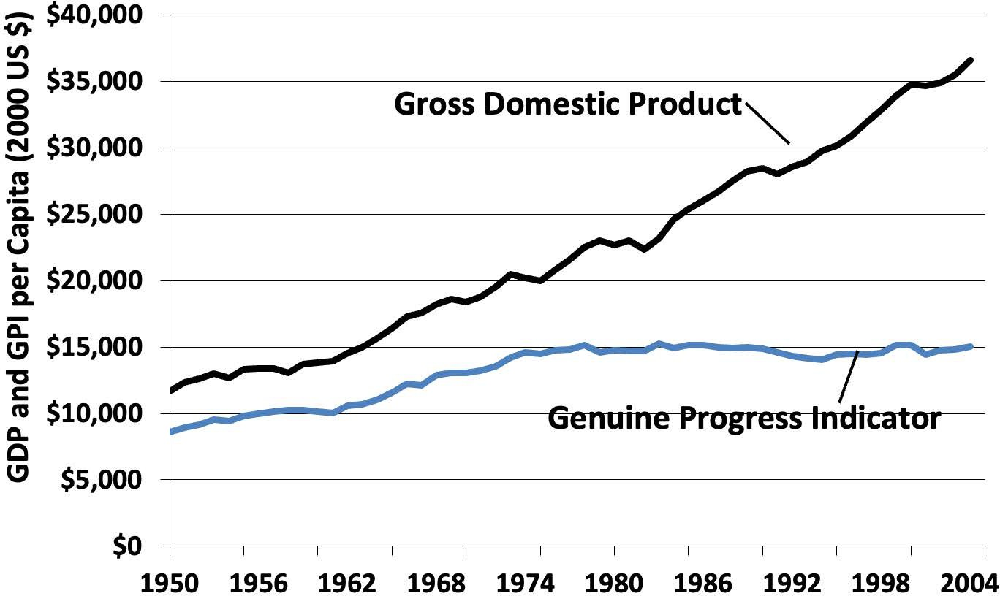 GDP and GPI per Capita (2000 US $)
$40,000
$35,000
$30,000
$25,000
$20,000
$15,000
$10,000
$5,000
$0
Gross Domestic Product
Genuine Progress Indicator
1950 1956 1962 1968 1974 1980 1986 1992 1998 2004